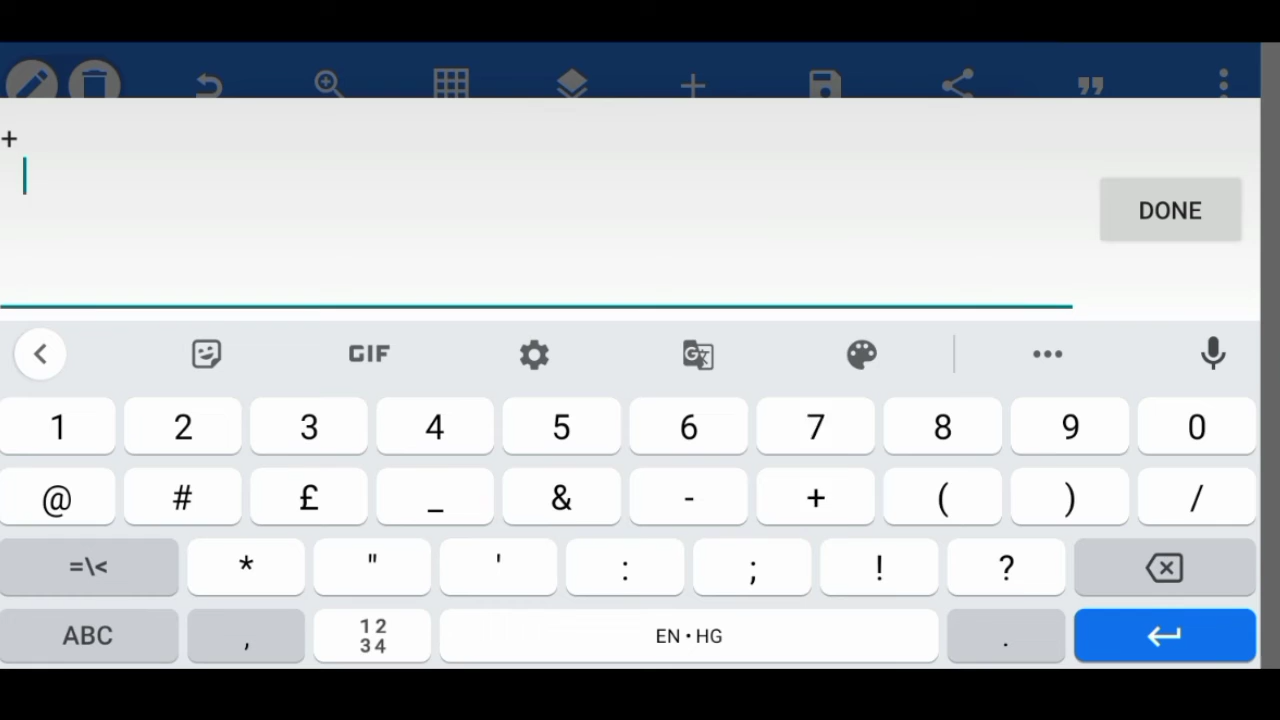 +
DONE
GIF
1 2 3 4 5 6 7 8 9 0
@ # £ _ & - + ( ) /
=\< * " ' : ; ! ?
ABC , 12 34 EN • HG .